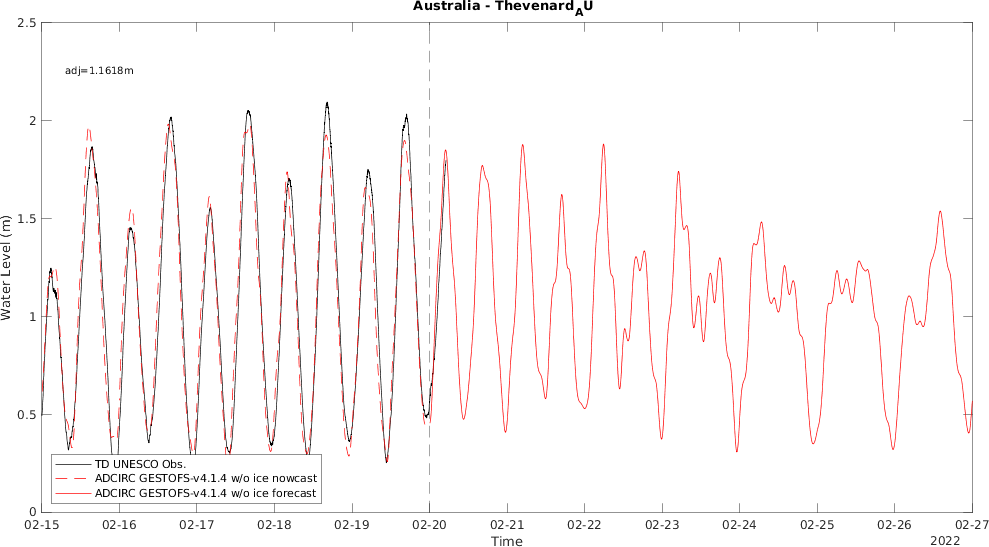 Australia - Thevenard_AU
adj=1.1618m
2.5
2
1.5
1
0.5
0
Water Level (m)
TD UNESCO Obs.
ADCIRC GESTOFS-v4.1.4 w/o ice nowcast
ADCIRC GESTOFS-v4.1.4 w/o ice forecast
02-15 02-16 02-17 02-18 02-19 02-20 02-21 02-22 02-23 02-24 02-25 02-26 02-27
Time
2022